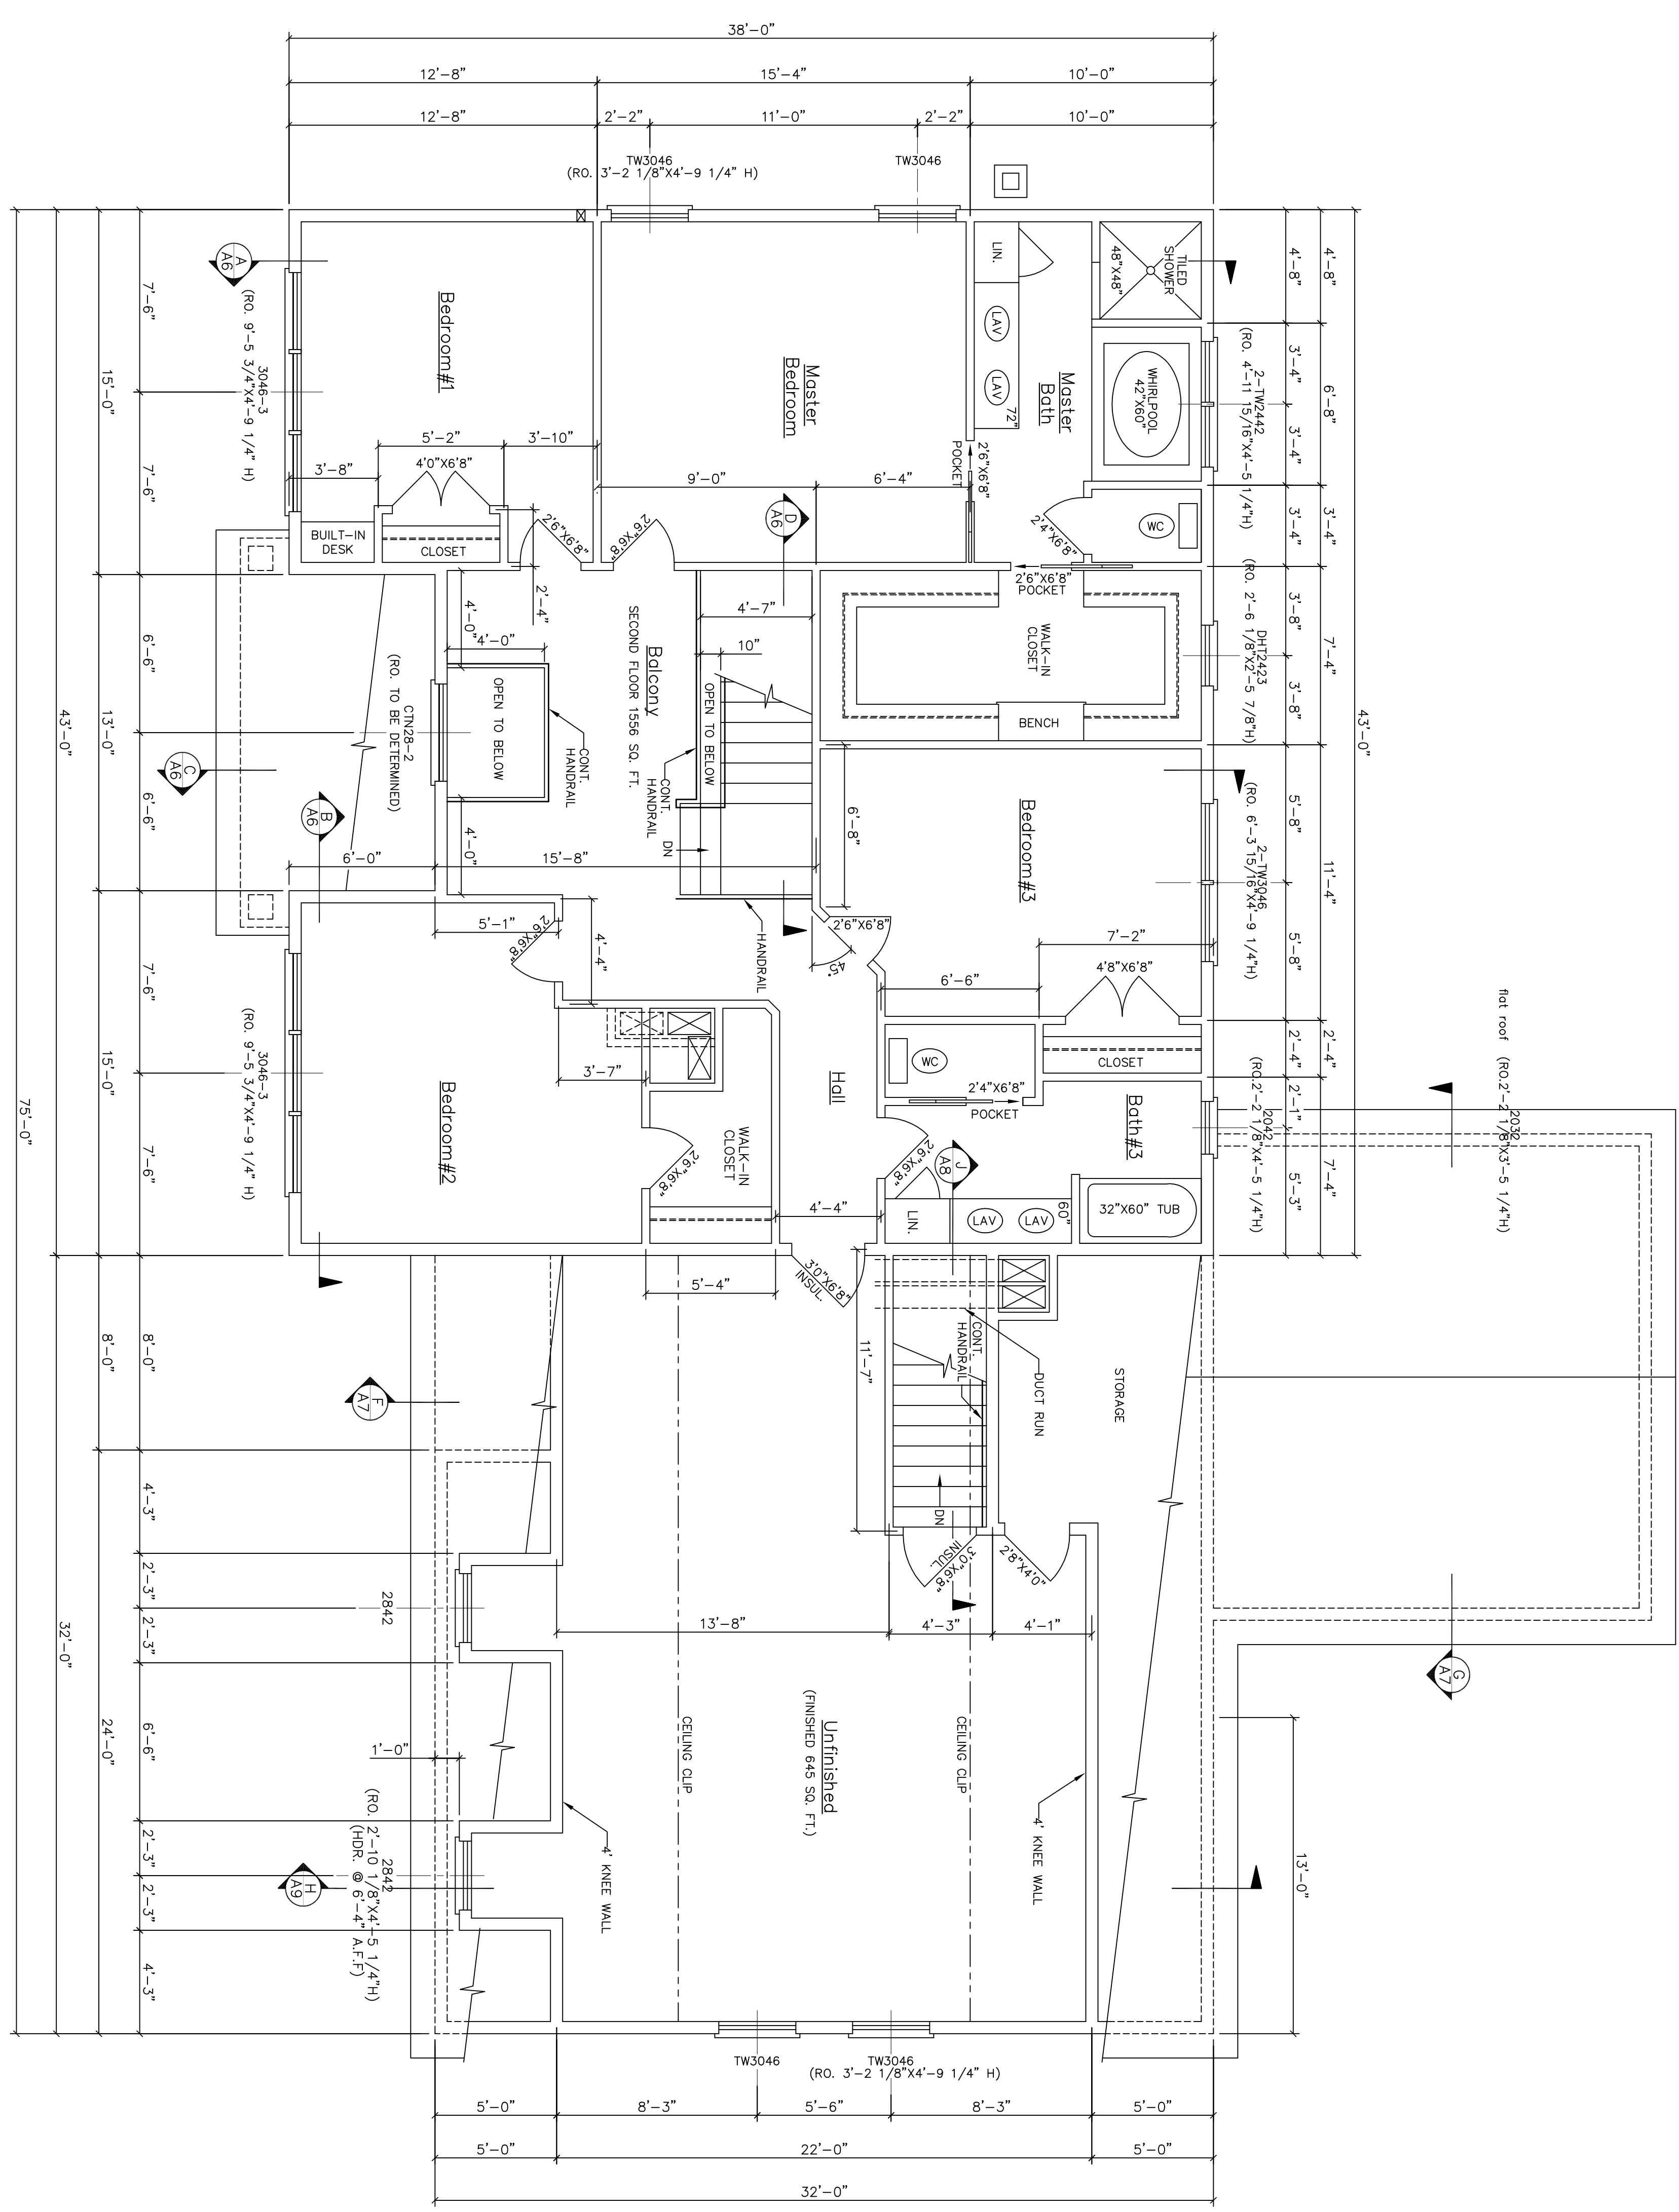 38'-0"
12'-8"
15'-4"
10'-0"
12'-8"
2'-2"
11'-0"
2'-2"
10'-0"
TW3046
(RO. 3'-2 1/8"X4'-9 1/4" H)
TW3046
4'-8"
4'-8"
TILED
SHOWER
48"X48"
LIN.
A
A6
7'-6"
(RO. 9'-5 3/4"X4'-9 1/4" H)
3046-3
15'-0"
7'-6"
Bedroom#1
Master
Bedroom
LAV
LAV
72"
Master
Bath
WHIRLPOOL
42"X60"
3'-4"
3'-4"
6'-8"
2-TW2442
(RO. 4'-11 15/16"X4'-5 1/4"H)
5'-2"
3'-10"
3'-8"
4'0"X6'8"
9'-0"
6'-4"
2'6"X6'8"
POCKET
D
A6
2'4"X6'8"
WC
3'-4"
3'-4"
BUILT-IN
DESK
CLOSET
2'6"X6'8"
2'6"X6'8"
2'-4"
2'6"X6'8"
POCKET
4'-0"
4'-0"
4'-7"
10"
SECOND FLOOR 1556 SQ. FT.
Balcony
OPEN TO BELOW
OPEN TO BELOW
WALK-IN
CLOSET
BENCH
3'-8"
3'-8"
7'-4"
DHT2423
(RO. 2'-6 1/8"X2'-5 7/8"H)
43'-0"
6'-6"
13'-0"
43'-0"
6'-6"
(RO. TO BE DETERMINED)
CTN28-2
C
A6
B
A6
CONT.
HANDRAIL
CONT.
HANDRAIL
DN
4'-0"
6'-0"
15'-8"
6'-8"
Bedroom#3
5'-8"
11'-4"
5'-8"
2-TW3046
(RO. 6'-3 15/16"X4'-9 1/4"H)
5'-1"
2'6"X6'8"
4'-4"
HANDRAIL
2'6"X6'8"
45°
7'-2"
6'-6"
4'8"X6'8"
CLOSET
2'-4"
2'-4"
7'-6"
15'-0"
75'-0"
7'-6"
(RO. 9'-5 3/4"X4'-9 1/4" H)
3046-3
Bedroom#2
3'-7"
WALK-IN
CLOSET
2'6"X6'8"
Hall
WC
2'4"X6'8"
POCKET
Bath#3
2'-1"
5'-3"
7'-4"
2042
(RO.2'-2 1/8"X4'-5 1/4"H)
flat roof
2032
(RO.2'-2 1/8"X3'-5 1/4"H)
2'6"X6'8"
J
A8
LIN.
LAV
LAV
60"
32"X60" TUB
4'-4"
5'-4"
3'0"X6'8"
INSUL.
11'-7"
CONT.
HANDRAIL
DUCT RUN
STORAGE
8'-0"
8'-0"
F
A7
DN
3'0"X6'8"
INSUL.
2'8"X4'0"
4'-3"
2'-3"
2'-3"
2842
13'-8"
4'-3"
4'-1"
G
A7
32'-0"
24'-0"
6'-6"
1'-0"
CEILING CLIP
(FINISHED 645 SQ. FT.)
Unfinished
CEILING CLIP
4' KNEE WALL
4' KNEE WALL
13'-0"
2'-3"
2'-3"
2842
(RO. 2'-10 1/8"X4'-5 1/4"H)
(HDR. @ 6'-4" A.F.F)
H
A9
4'-3"
TW3046
TW3046
(RO. 3'-2 1/8"X4'-9 1/4" H)
5'-0"
8'-3"
5'-6"
8'-3"
5'-0"
5'-0"
22'-0"
5'-0"
32'-0"